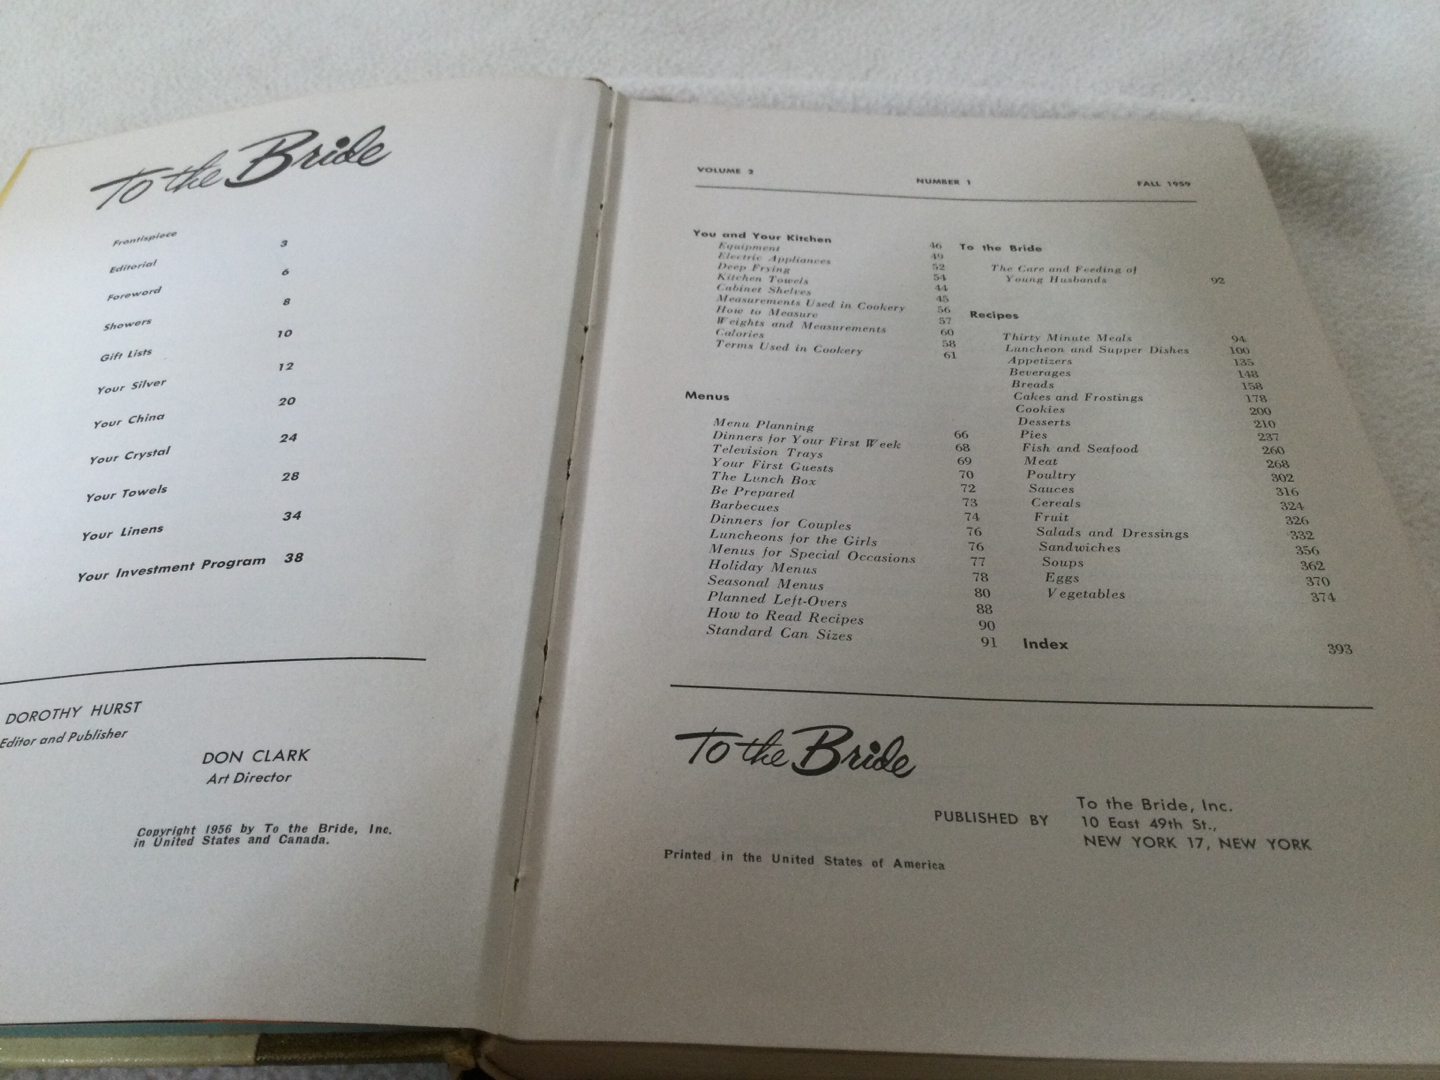 To the Bride
Frontispiece 3
Editorial 6
Foreword 8
Showers 10
Gift Lists 12
Your Silver 20
Your China 24
Your Crystal 28
Your Towels 34
Your Linens
Your Investment Program 38
DOROTHY HURST
Editor and Publisher
DON CLARK
Art Director
Copyright 1956 by To the Bride, Inc.
in United States and Canada.
VOLUME 2 NUMBER 1 FALL 1959
You and Your Kitchen 46
Equipment 49
Electric Appliances 52
Deep Frying 54
Kitchen Towels 44
Cabinet Shelves 45
Measurements Used in Cookery 56
How to Measure 57
Weights and Measurements 60
Calories 58
Terms Used in Cookery 61
Menus
Menu Planning 66
Dinners for Your First Week 68
Television Trays 69
Your First Guests 70
The Lunch Box 72
Be Prepared 73
Barbecues 74
Dinners for Couples 76
Luncheons for the Girls 76
Menus for Special Occasions 77
Holiday Menus 78
Seasonal Menus 80
Planned Left-Overs 88
How to Read Recipes 90
Standard Can Sizes 91
To the Bride
The Care and Feeding of
Young Husbands 92
Recipes
Thirty Minute Meals 94
Luncheon and Supper Dishes 100
Appetizers 135
Beverages 148
Breads 158
Cakes and Frostings 178
Cookies 200
Desserts 210
Pies 237
Fish and Seafood 260
Meat 268
Poultry 302
Sauces 316
Cereals 324
Fruit 326
Salads and Dressings 332
Sandwiches 356
Soups 362
Eggs 370
Vegetables 374
Index 393
To the Bride
PUBLISHED BY To the Bride, Inc.
10 East 49th St.,
NEW YORK 17, NEW YORK
Printed in the United States of America